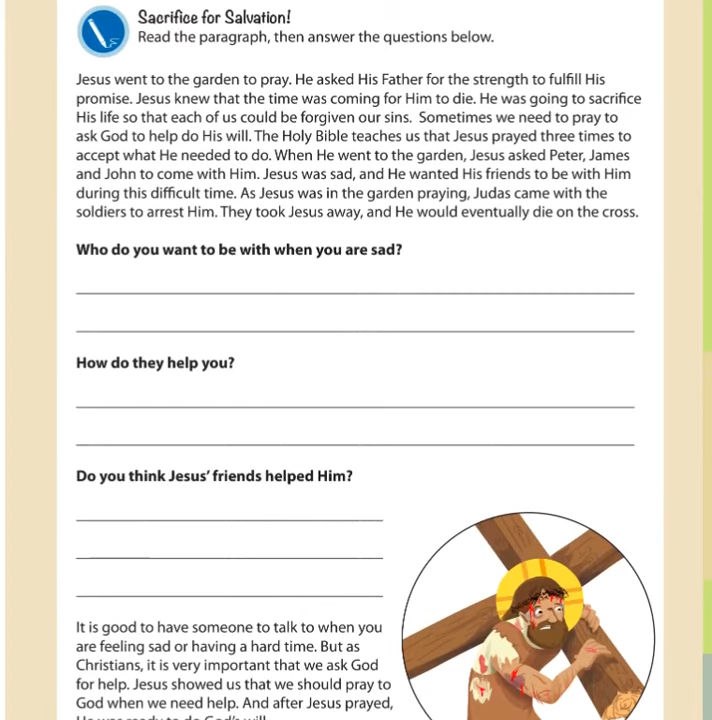 Sacrifice for Salvation!
Read the paragraph, then answer the questions below.
Jesus went to the garden to pray. He asked His Father for the strength to fulfill His
promise. Jesus knew that the time was coming for Him to die. He was going to sacrifice
His life so that each of us could be forgiven our sins.  Sometimes we need to pray to
ask God to help do His will. The Holy Bible teaches us that Jesus prayed three times to
accept what He needed to do. When He went to the garden, Jesus asked Peter, James
and John to come with Him. Jesus was sad, and He wanted His friends to be with Him
during this difficult time. As Jesus was in the garden praying, Judas came with the
soldiers to arrest Him. They took Jesus away, and He would eventually die on the cross.
Who do you want to be with when you are sad?
How do they help you?
Do you think Jesus’ friends helped Him?
It is good to have someone to talk to when you
are feeling sad or having a hard time. But as
Christians, it is very important that we ask God
for help. Jesus showed us that we should pray to
God when we need help. And after Jesus prayed,
He was ready to do God’s will.